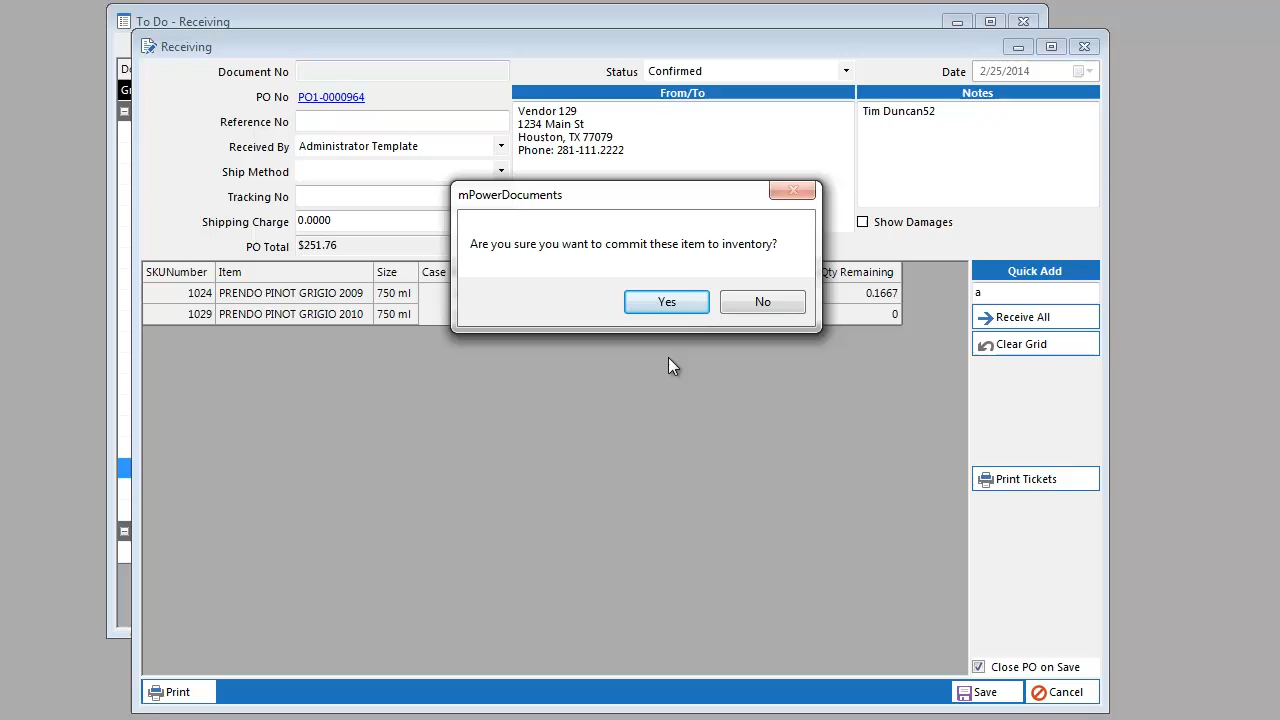 To Do - Receiving
Receiving
Document No
Status Confirmed
Date 2/25/2014
PO No PO1-0000964
From/To
Notes
Reference No
Vendor 129
1234 Main St
Houston, TX 77079
Phone: 281-111.2222
Tim Duncan52
Received By Administrator Template
Ship Method
Tracking No
Shipping Charge 0.0000
Show Damages
PO Total $251.76
mPowerDocuments
Are you sure you want to commit these item to inventory?
Yes No
SKUNumber Item Size Case Qty Remaining
1024 PRENDO PINOT GRIGIO 2009 750 ml 0.1667
1029 PRENDO PINOT GRIGIO 2010 750 ml 0
Quick Add
a
Receive All
Clear Grid
Print Tickets
Close PO on Save
Print Save Cancel